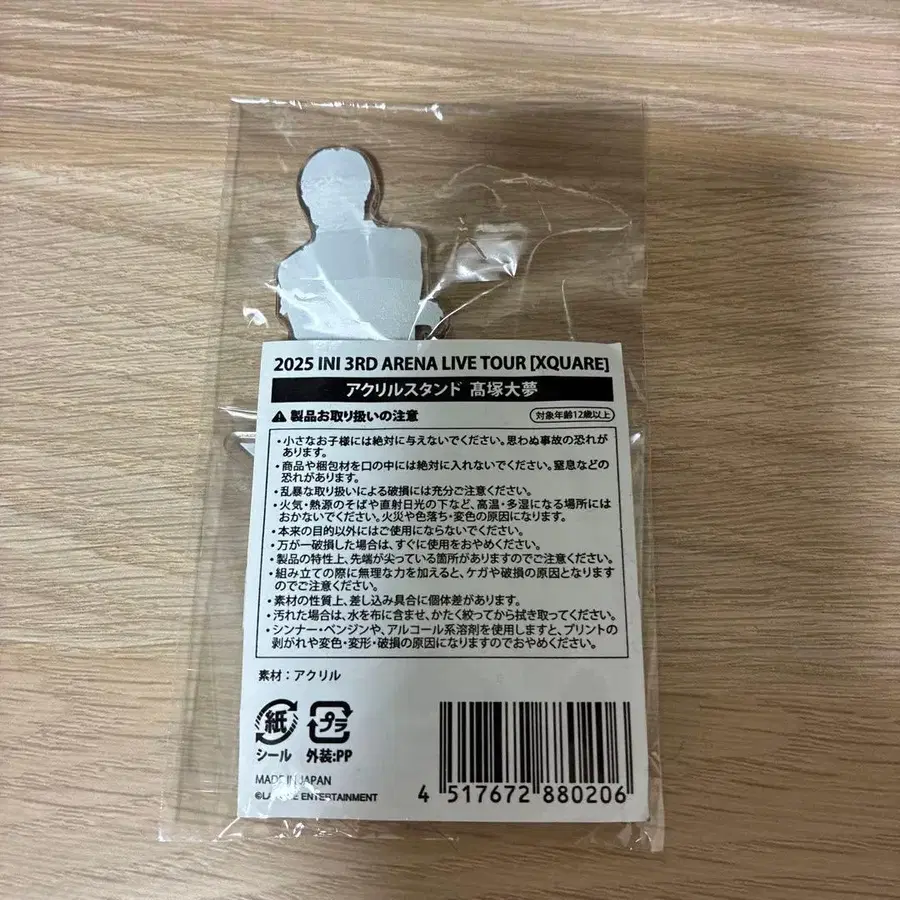 2025 INI 3RD ARENA LIVE TOUR [XQUARE]
アクリルスタンド 髙塚大夢
製品お取り扱いの注意
対象年齢12歳以上
・小さなお子様には絶対に与えないでください。思わぬ事故の恐れが
あります。
・商品や梱包材を口の中には絶対に入れないでください。窒息などの
恐れがあります。
・乱暴な取り扱いによる破損には充分ご注意ください。
・火気・熱源のそばや直射日光の下など、高温・多湿になる場所には
おかないでください。火災や色落ち・変色の原因になります。
・本来の目的以外にはご使用にならないでください。
・万が一破損した場合は、すぐに使用をおやめください。
・製品の特性上、先端が尖っている箇所がありますのでご注意ください。
・組み立ての際に無理な力を加えると、ケガや破損の原因となります
のでご注意ください。
・素材の性質上、差し込み具合に個体差があります。
・汚れた場合は、水を布に含ませ、かたく絞ってから拭き取ってください。
・シンナー・ベンジンや、アルコール系溶剤を使用しますと、プリントの
剥がれや変色・変形・破損の原因になりますのでおやめください。
素材：アクリル
紙
シール
プラ
外装:PP
MADE IN JAPAN
ENTERTAINMENT
4 517672 880206